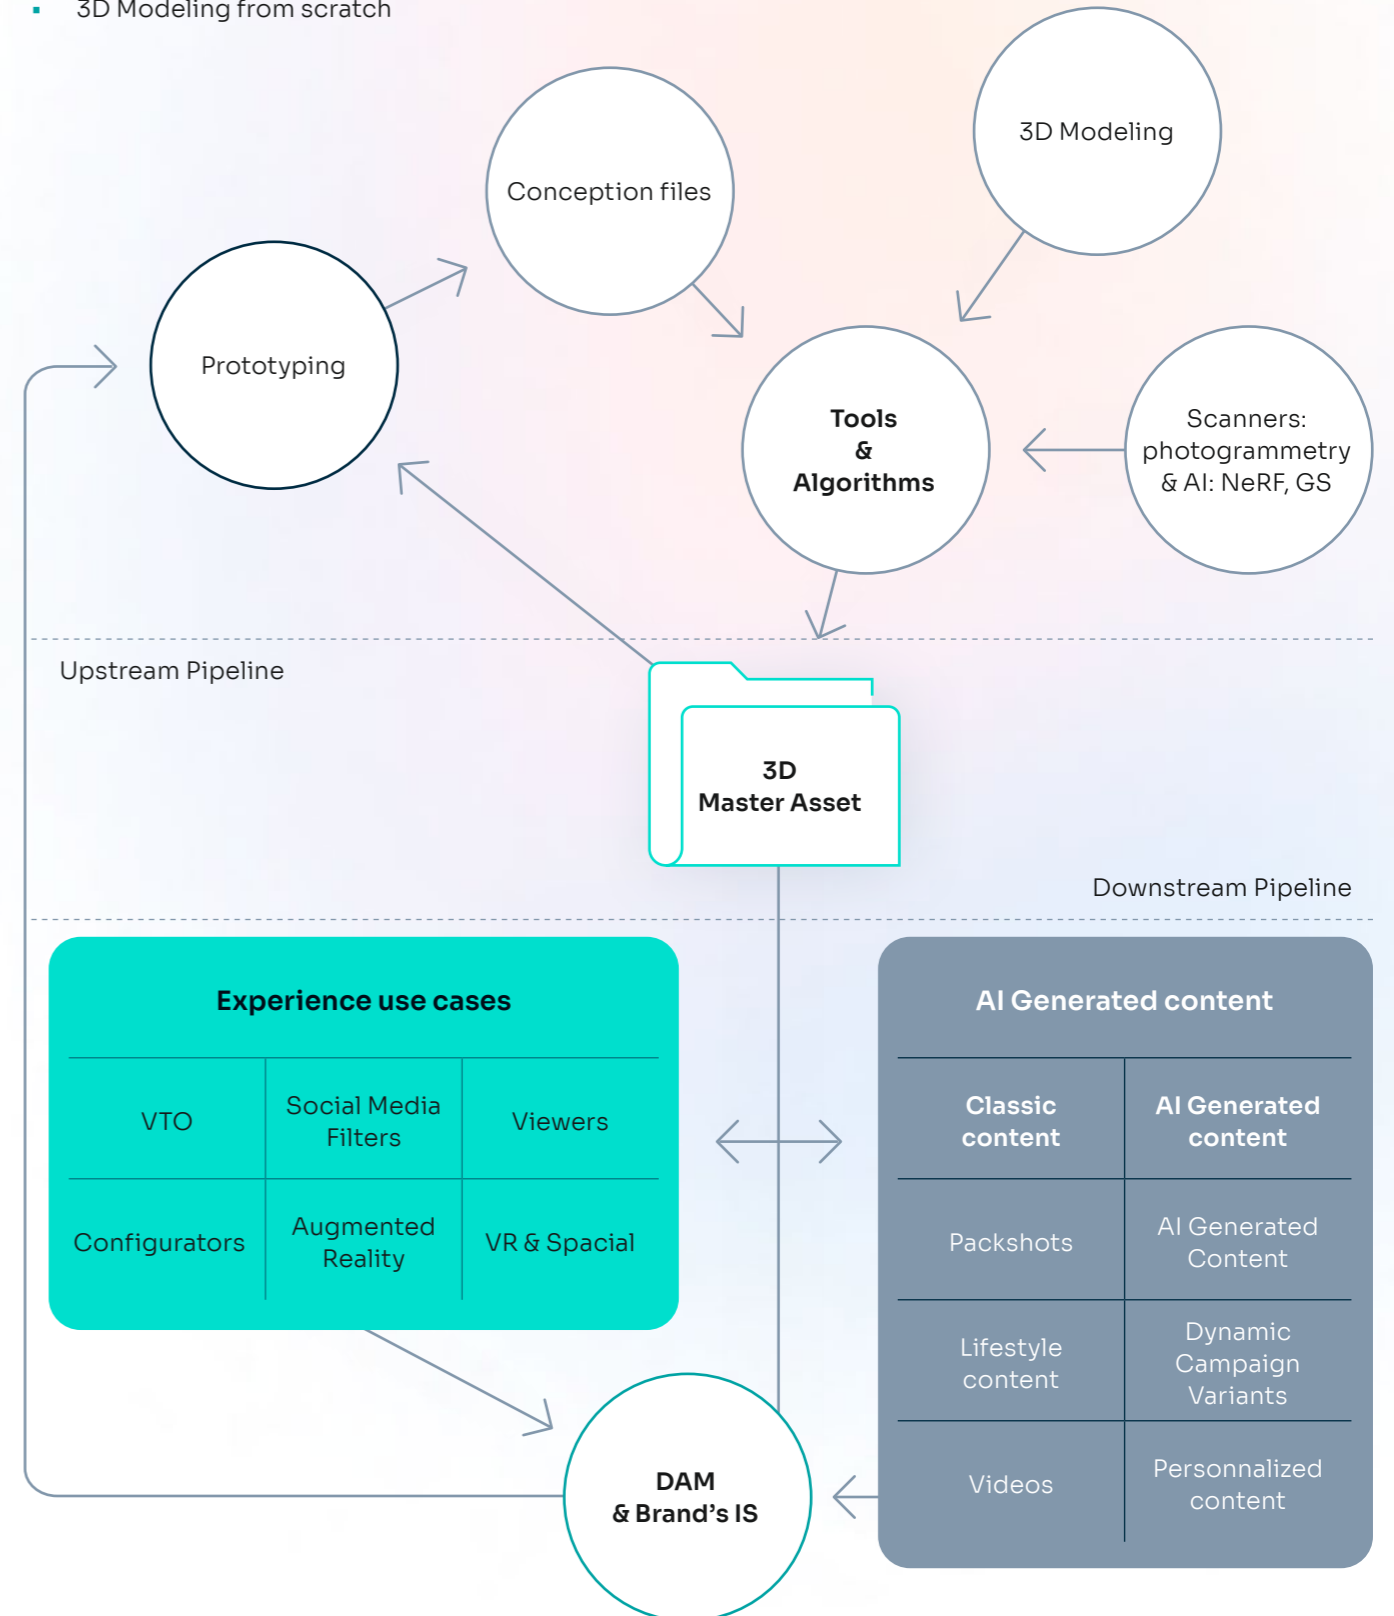 ▪ 3D Modeling from scratch
3D Modeling
Conception files
Prototyping
Tools
&
Algorithms
Scanners:
photogrammetry
& AI: NeRF, GS
Upstream Pipeline
3D
Master Asset
Downstream Pipeline
Experience use cases
VTO
Social Media
Filters
Viewers
Configurators
Augmented
Reality
VR & Spacial
AI Generated content
Classic
content
AI Generated
content
Packshots
AI Generated
Content
Lifestyle
content
Dynamic
Campaign
Variants
Videos
Personnalized
content
DAM
& Brand’s IS